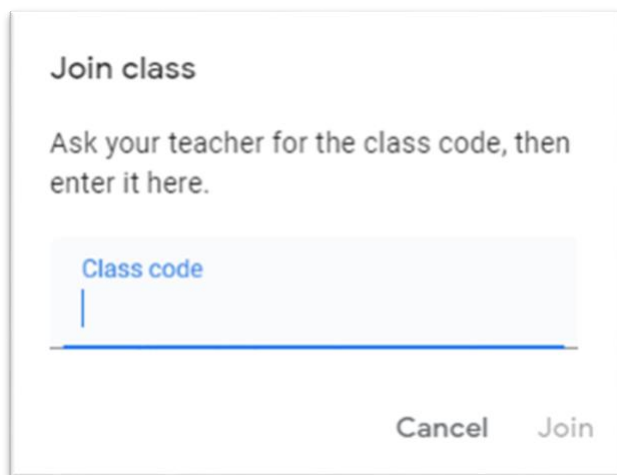 Join class
Ask your teacher for the class code, then
enter it here.
Class code
Cancel Join